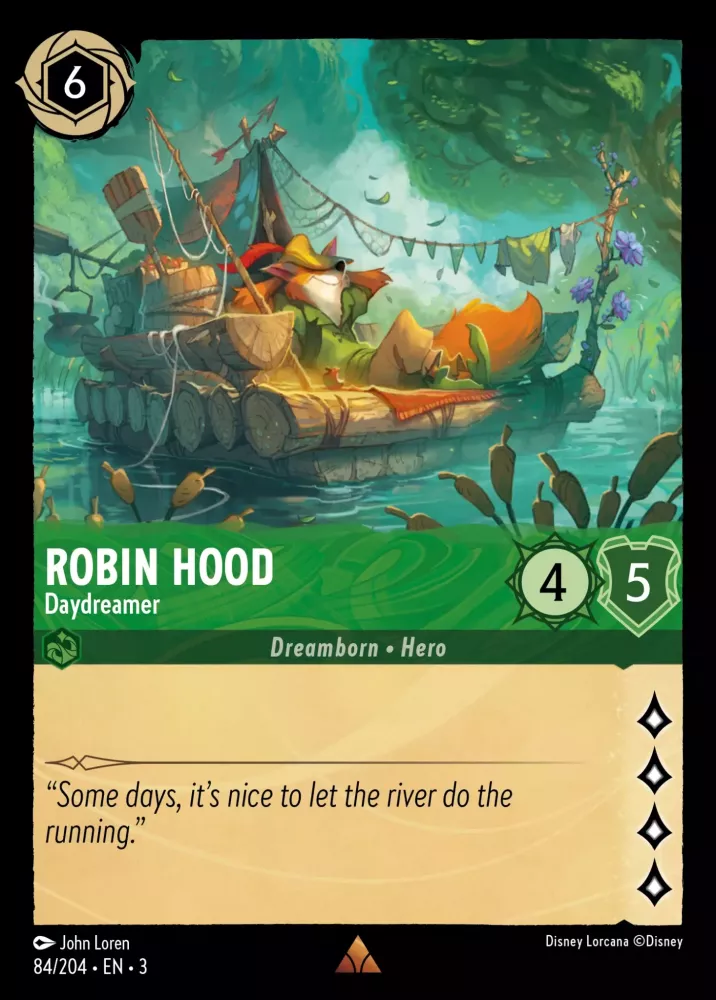 6
ROBIN HOOD
Daydreamer
4
5
Dreamborn • Hero
“Some days, it’s nice to let the river do the
running.”
John Loren
Disney Lorcana ©Disney
84/204 • EN • 3